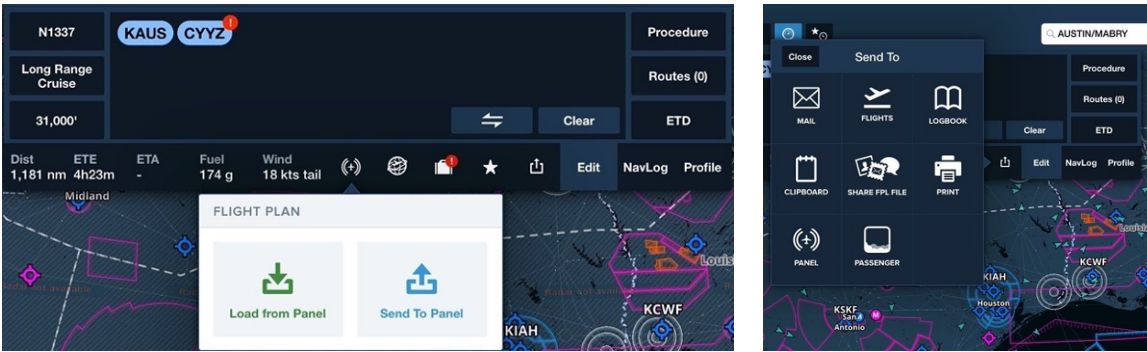 N1337
KAUS CYYZ
!
Procedure
Long Range
Cruise
Routes (0)
31,000'
Clear
ETD
Dist ETE ETA Fuel Wind
1,181 nm 4h23m - 174 g 18 kts tail
!
Edit NavLog Profile
Midland
FLIGHT PLAN
Load from Panel
Send To Panel
KCWF
KIAH
AUSTIN/MABRY
Close
Send To
Procedure
MAIL
FLIGHTS
LOGBOOK
Routes (0)
Clear
ETD
Edit NavLog Profile
CLIPBOARD
SHARE FPL FILE
PRINT
PANEL
PASSENGER
KCWF
KIAH
Houston
KSKF
San
Antonio
M